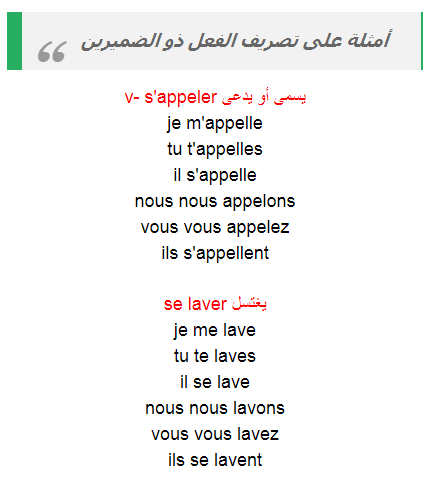 أمثلة على تصريف الفعل ذو الضميرين
v- s'appeler يسمى أو يدعى
je m'appelle
tu t'appelles
il s'appelle
nous nous appelons
vous vous appelez
ils s'appellent
se laver يغتسل
je me lave
tu te laves
il se lave
nous nous lavons
vous vous lavez
ils se lavent